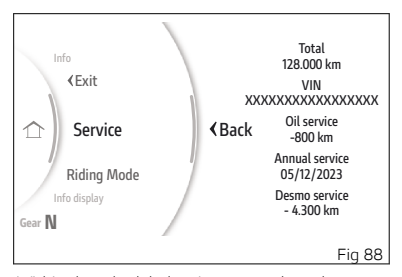 Info
Exit
Service
Riding Mode
Info display
Gear N
Back
Total
128.000 km
VIN
XXXXXXXXXXXXXXXXX
Oil service
-800 km
Annual service
05/12/2023
Desmo service
- 4.300 km
Fig 88